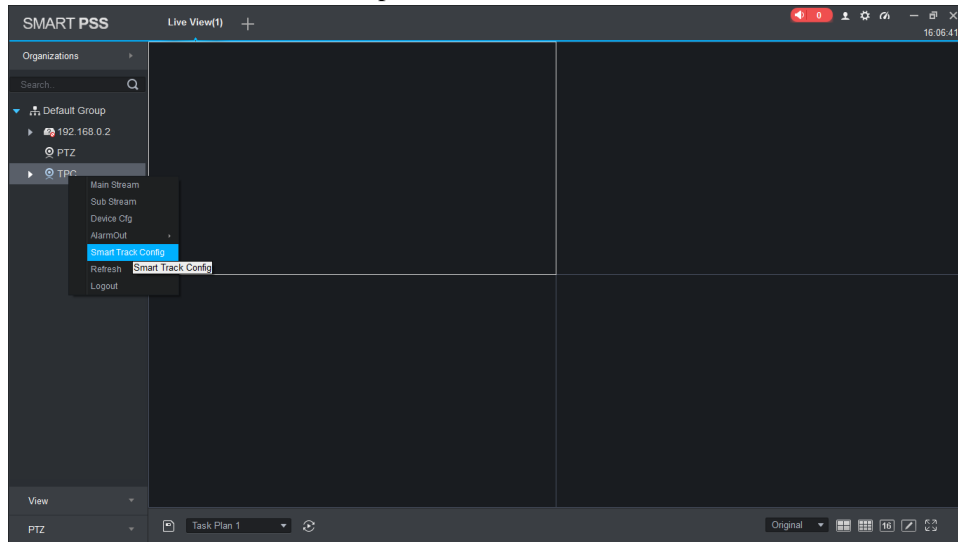 SMART PSS
Live View(1)
0
16:06:41
Organizations
Search..
Default Group
192.168.0.2
PTZ
TPC
Main Stream
Sub Stream
Device Cfg
AlarmOut
Smart Track Config
Refresh
Smart Track Config
Logout
View
PTZ
Task Plan 1
Original
16